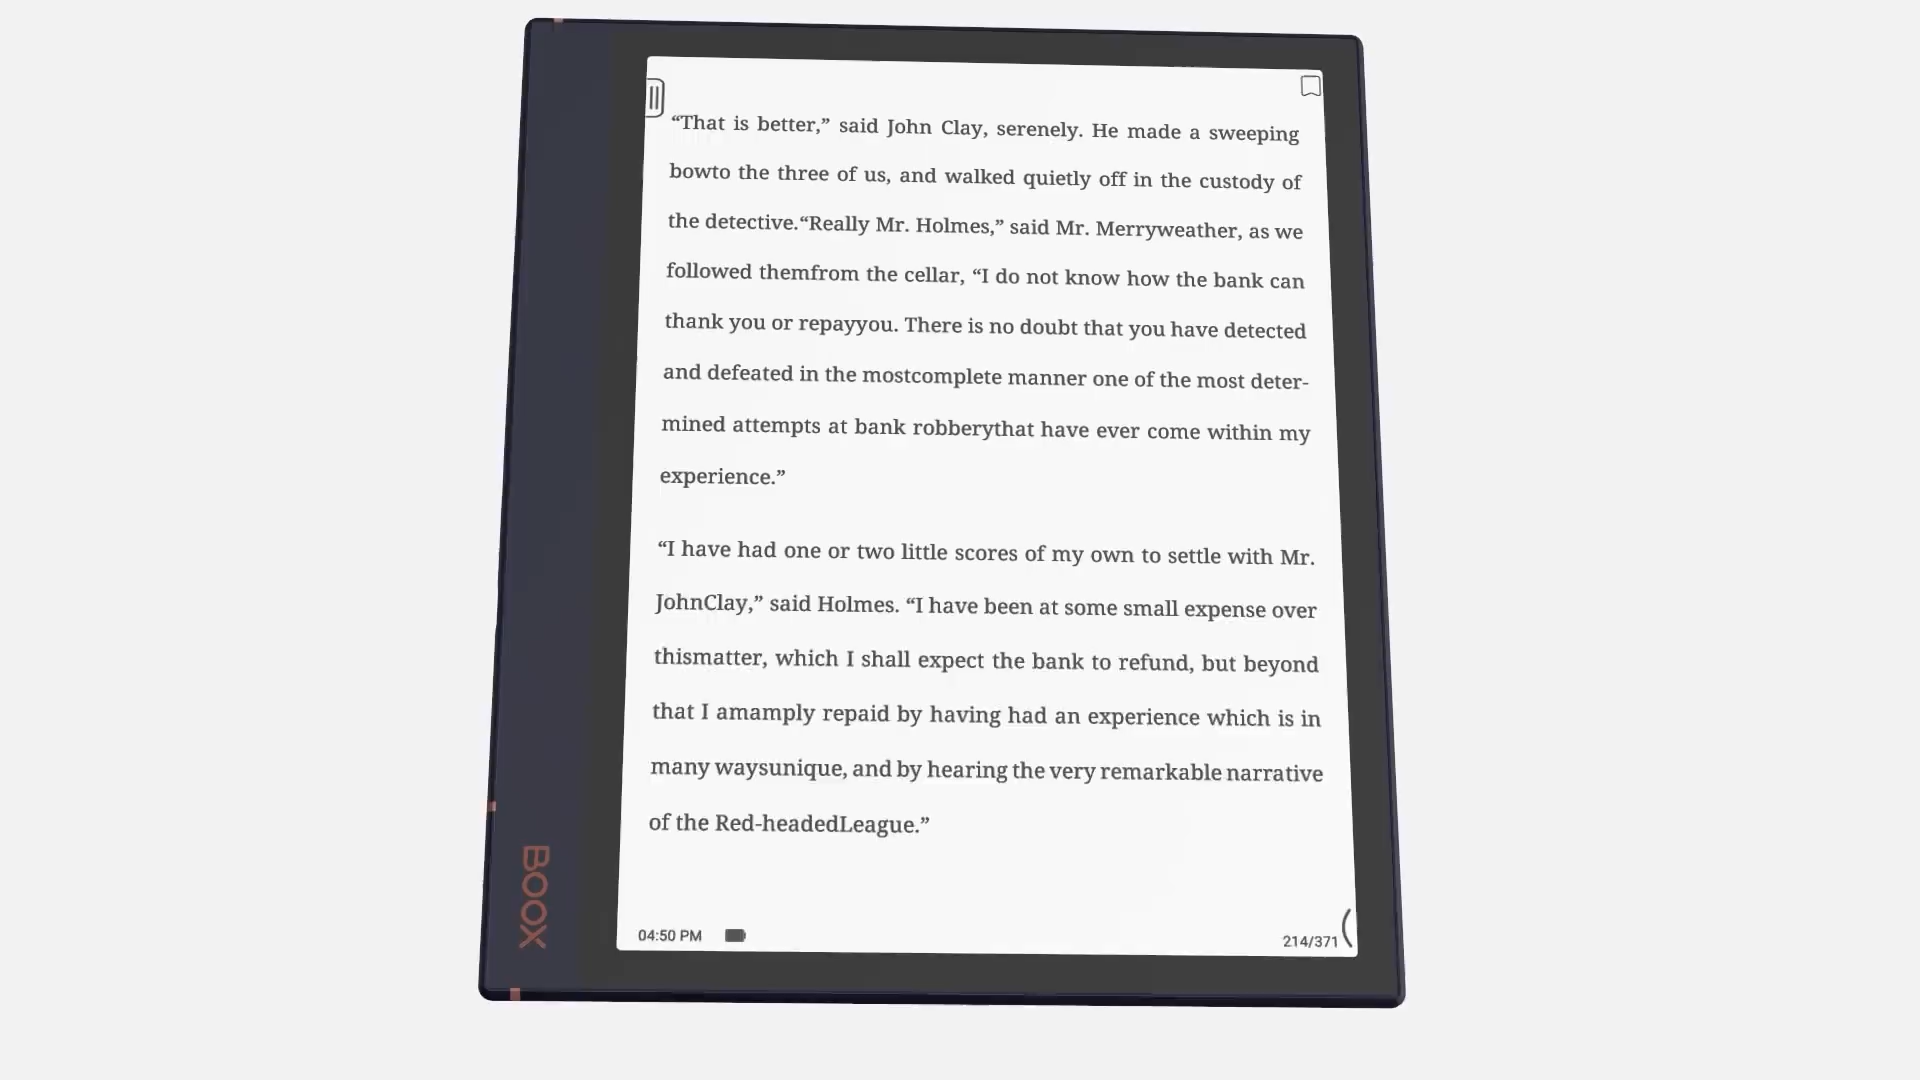 “That is better,” said John Clay, serenely. He made a sweeping
bowto the three of us, and walked quietly off in the custody of
the detective.“Really Mr. Holmes,” said Mr. Merryweather, as we
followed themfrom the cellar, “I do not know how the bank can
thank you or repayyou. There is no doubt that you have detected
and defeated in the mostcomplete manner one of the most deter-
mined attempts at bank robberythat have ever come within my
experience.”
“I have had one or two little scores of my own to settle with Mr.
JohnClay,” said Holmes. “I have been at some small expense over
thismatter, which I shall expect the bank to refund, but beyond
that I amamply repaid by having had an experience which is in
many waysunique, and by hearing the very remarkable narrative
of the Red-headedLeague.”
04:50 PM
214/371
BOOX